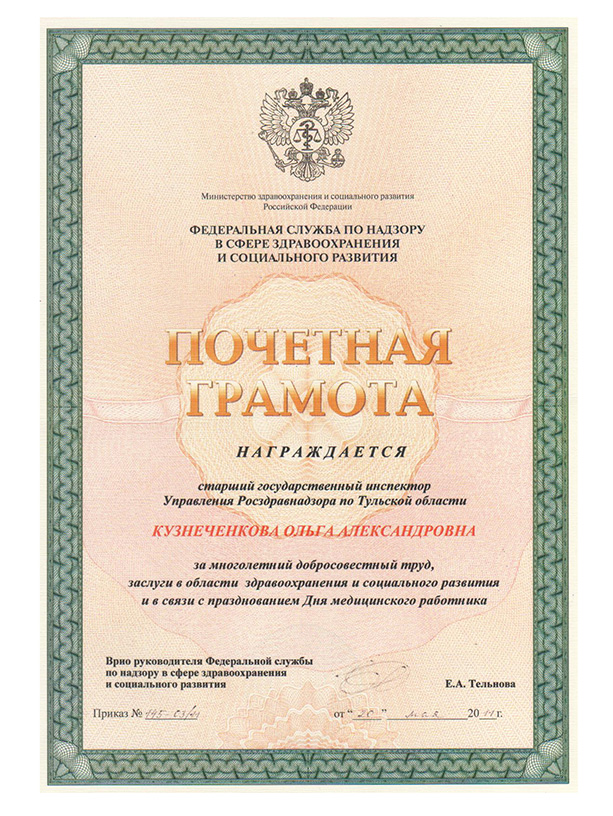 Министерство здравоохранения и социального развития
Российской Федерации
ФЕДЕРАЛЬНАЯ СЛУЖБА ПО НАДЗОРУ
В СФЕРЕ ЗДРАВООХРАНЕНИЯ
И СОЦИАЛЬНОГО РАЗВИТИЯ
ПОЧЕТНАЯ
ГРАМОТА
НАГРАЖДАЕТСЯ
старший государственный инспектор
Управления Росздравнадзора по Тульской области
КУЗНЕЧЕНКОВА ОЛЬГА АЛЕКСАНДРОВНА
за многолетний добросовестный труд,
заслуги в области здравоохранения и социального развития
и в связи с празднованием Дня медицинского работника
Врио руководителя Федеральной службы
по надзору в сфере здравоохранения
и социального развития Е.А. Тельнова
Приказ № от " 20 " мая 2011 г.